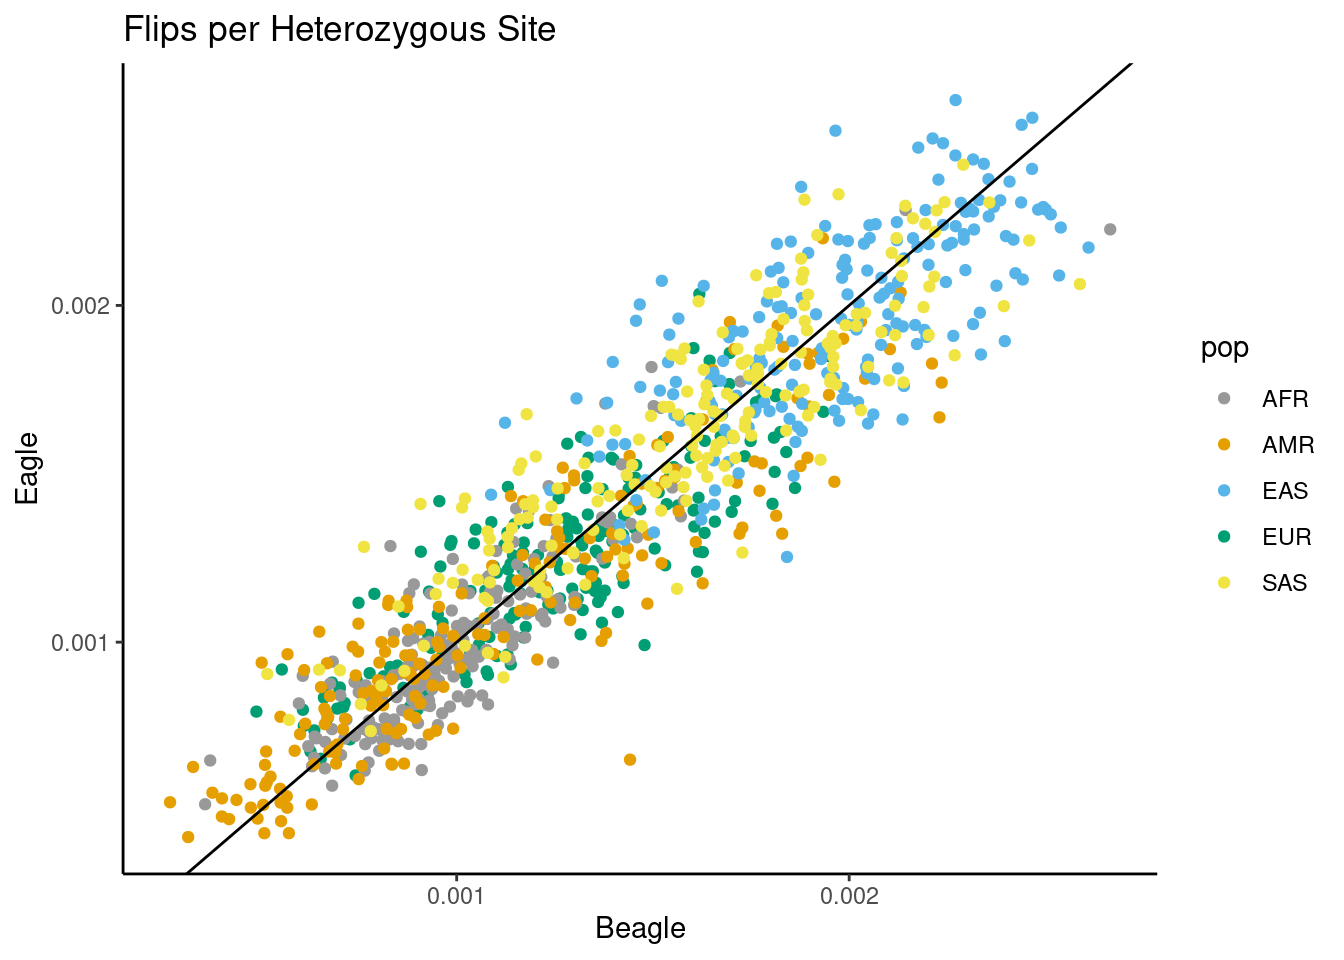 Flips per Heterozygous Site
Eagle
0.002
0.001
0.001
0.002
Beagle
pop
AFR
AMR
EAS
EUR
SAS